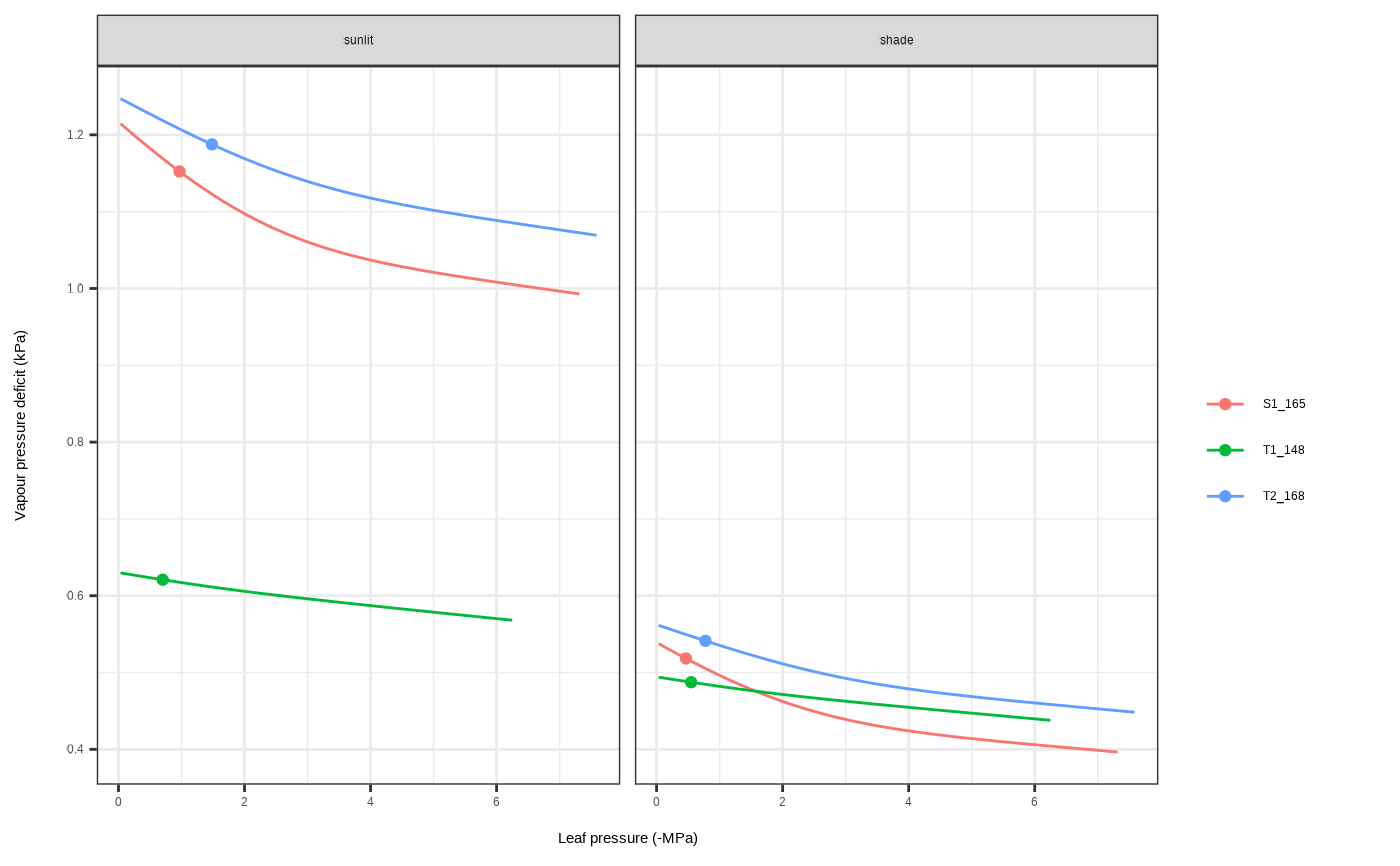 sunlit
shade
1.2
1.0
0.8
0.6
0.4
Vapour pressure deficit (kPa)
0 2 4 6
0 2 4 6
Leaf pressure (-MPa)
S1_165
T1_148
T2_168